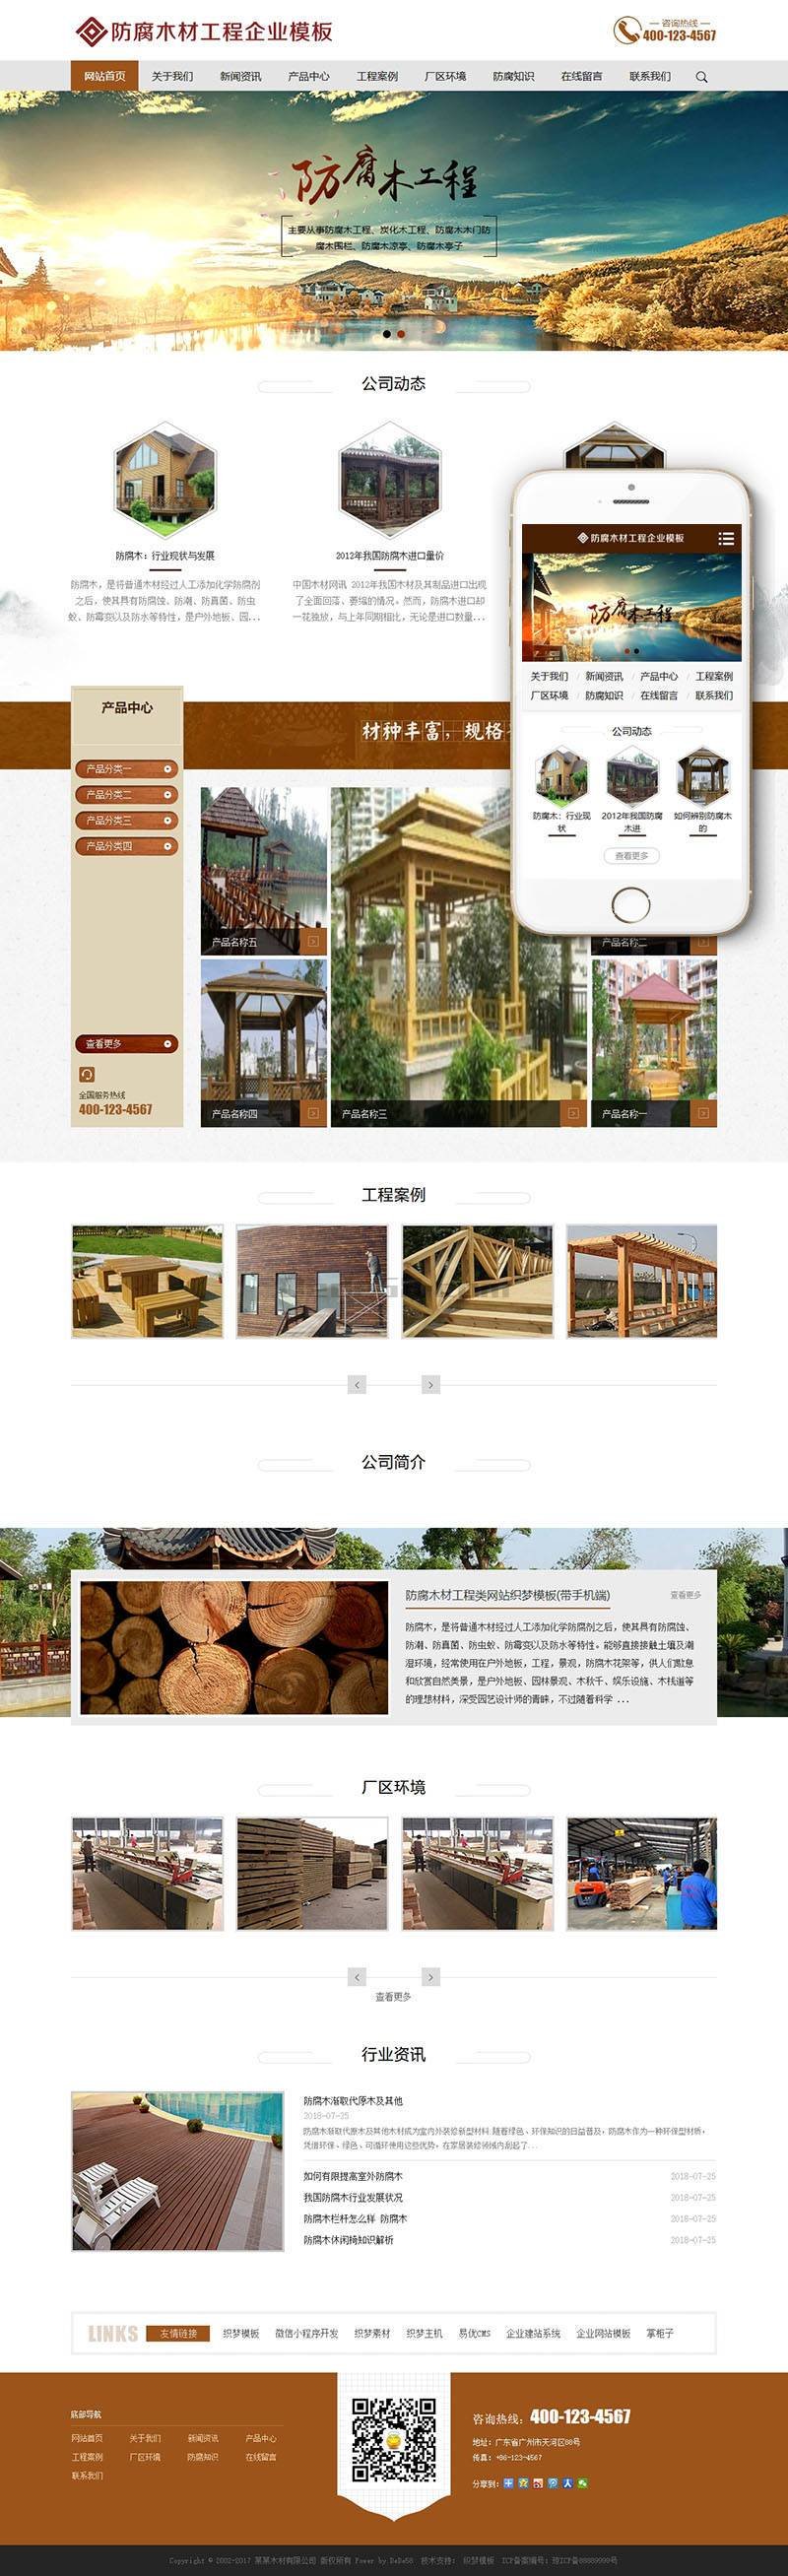 防腐木材工程企业模板
咨询热线
400-123-4567
网站首页 关于我们 新闻资讯 产品中心 工程案例 厂区环境 防腐知识 在线留言 联系我们
防腐木工程
主要从事防腐木工程、炭化木工程、防腐木木门防
腐木围栏、防腐木凉亭、防腐木亭子
公司动态
防腐木：行业现状与发展
防腐木，是将普通木材经过人工添加化学防腐剂
之后，使其具有防腐蚀、防潮、防真菌、防虫
蚁、防霉变以及防水等特性，是户外地板、园...
2012年我国防腐木进口量价
中国木材网讯 2012年我国木材及其制品进口出现
了全面回落、萎缩的情况，然而，防腐木进口却
一花独放，与上年同期相比，无论是进口数量...
防腐木材工程企业模板
防腐木工程
关于我们 / 新闻资讯 / 产品中心 / 工程案例
厂区环境 / 防腐知识 / 在线留言 / 联系我们
公司动态
防腐木：行业现
状
2012年我国防腐
木进
如何辨别防腐木
的
查看更多
产品中心
材种丰富，规格
产品分类一
产品分类二
产品分类三
产品分类四
查看更多
全国服务热线
400-123-4567
产品名称五
产品名称二
产品名称四
产品名称三
产品名称一
工程案例
公司简介
防腐木材工程类网站织梦模板(带手机端)
查看更多
防腐木，是将普通木材经过人工添加化学防腐剂之后，使其具有防腐蚀、
防潮、防真菌、防虫蚁、防霉变以及防水等特性。能够直接接触土壤及潮
湿环境，经常使用在户外地板，工程，景观，防腐木花架等，供人们歇息
和欣赏自然美景，是户外地板、园林景观、木秋千、娱乐设施、木栈道等
的理想材料，深受园艺设计师的青睐，不过随着科学 ...
厂区环境
查看更多
行业资讯
防腐木渐取代原木及其他
2018-07-25
防腐木渐取代原木及其他木材成为室内外装修新型材料 随着绿色、环保知识的日益普及，防腐木作为一种环保型材质，
凭借环保、绿色、可循环使用这些优势，在家居装修领域内刮起了...
如何有限提高室外防腐木 2018-07-25
我国防腐木行业发展状况 2018-07-25
防腐木栏杆怎么样 防腐木 2018-07-25
防腐木休闲椅知识解析 2018-07-25
LINKS 友情链接 织梦模板 微信小程序开发 织梦素材 织梦主机 易优CMS 企业建站系统 企业网站模板 掌柜子
底部导航
网站首页 关于我们 新闻资讯 产品中心
工程案例 厂区环境 防腐知识 在线留言
联系我们
咨询热线：400-123-4567
地址：广东省广州市天河区88号
传真：+86-123-4567
分享到：
Copyright © 2002-2017 某某木材有限公司 版权所有 Power by DeDe58 技术支持： 织梦模板 ICP备案编号：琼ICP备88889999号